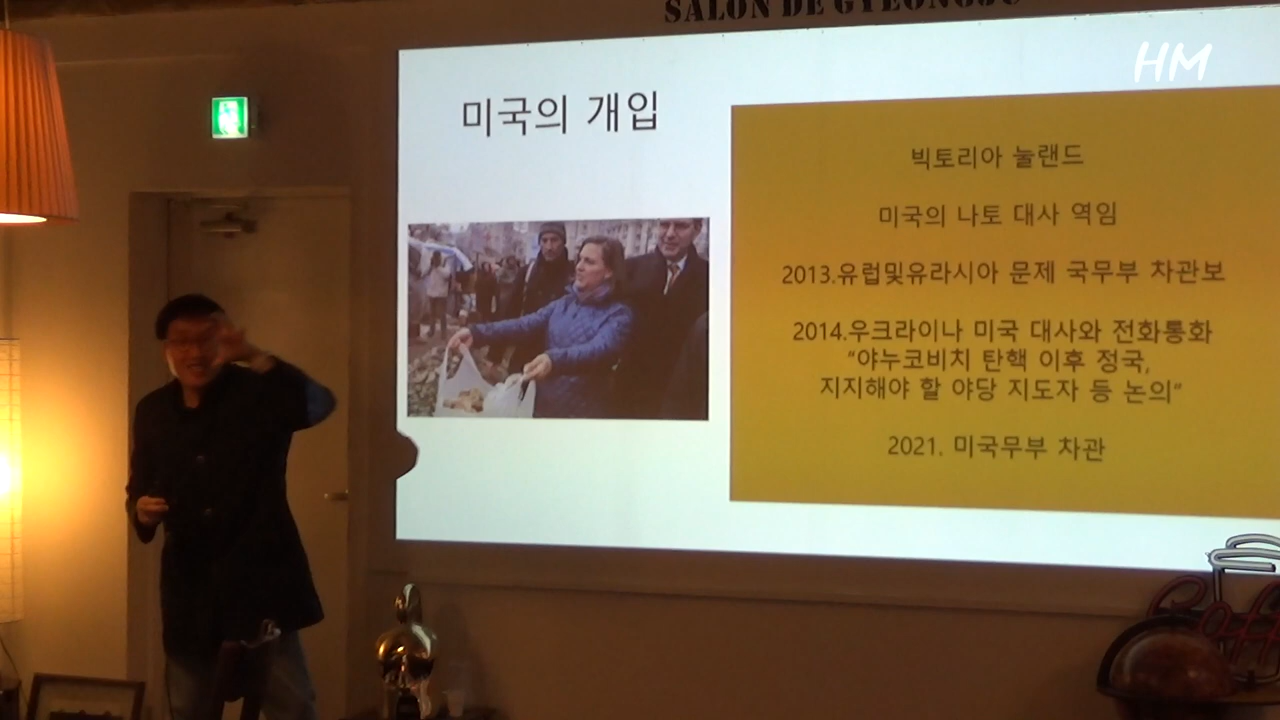 SALON DE GYEONGJU
HM
미국의 개입
빅토리아 눌랜드
미국의 나토 대사 역임
2013.유럽및유라시아 문제 국무부 차관보
2014.우크라이나 미국 대사와 전화통화
“야누코비치 탄핵 이후 정국,
지지해야 할 야당 지도자 등 논의”
2021. 미국무부 차관